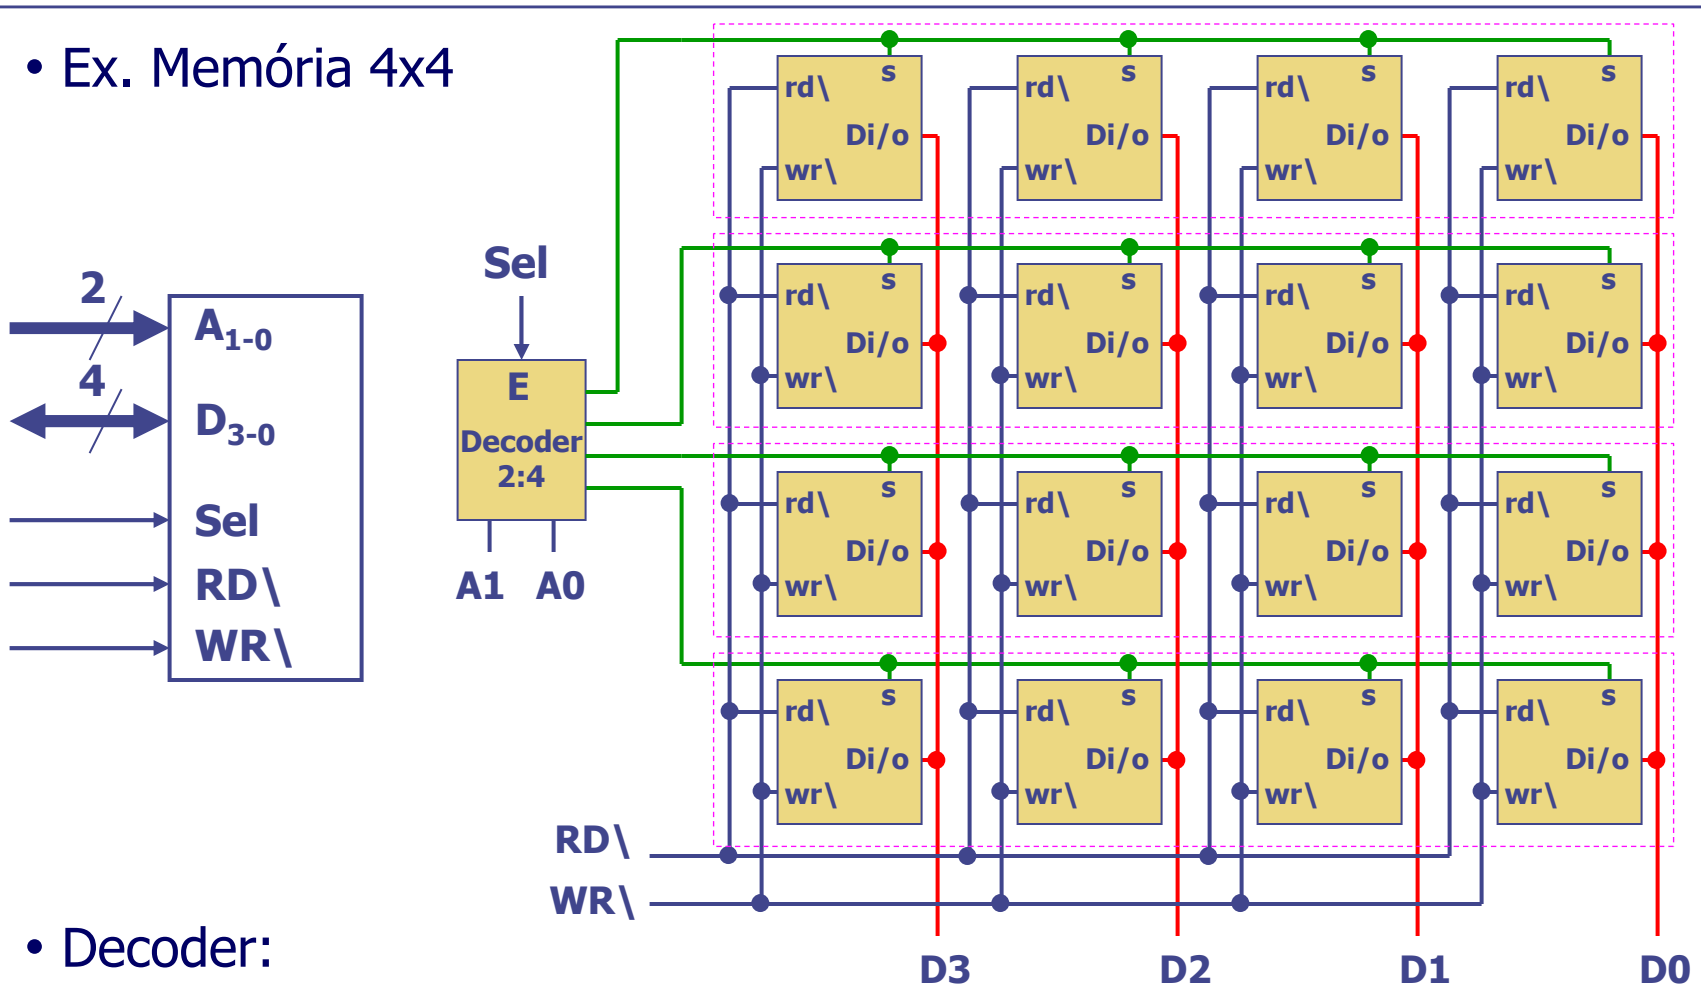 • Ex. Memória 4x4
2
A1-0
4
D3-0
Sel
RD\
WR\
Sel
E
Decoder
2:4
A1 A0
s s s s
rd\ rd\ rd\ rd\
Di/o Di/o Di/o Di/o
wr\ wr\ wr\ wr\
s s s s
rd\ rd\ rd\ rd\
Di/o Di/o Di/o Di/o
wr\ wr\ wr\ wr\
s s s s
rd\ rd\ rd\ rd\
Di/o Di/o Di/o Di/o
wr\ wr\ wr\ wr\
s s s s
rd\ rd\ rd\ rd\
Di/o Di/o Di/o Di/o
wr\ wr\ wr\ wr\
RD\
WR\
D3 D2 D1 D0
• Decoder: